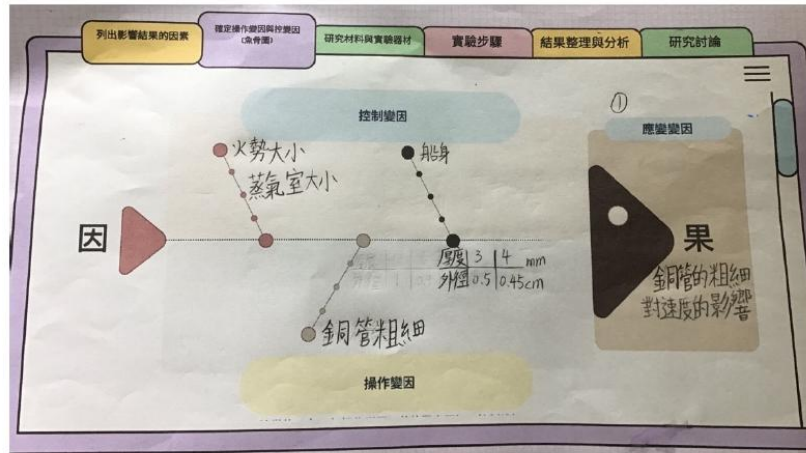 列出影響結果的因素
確定操作變因與控變因
(魚骨圖)
研究材料與實驗器材
實驗步驟
結果整理與分析
研究討論
控制變因
①
應變變因
火勢大小
蒸氣室大小
船身
因
果
厚度 3 4 mm
外徑 0.5 0.45cm
銅管粗細
銅管的粗細
對速度的影響
操作變因